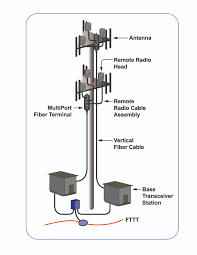 Antenna
Remote Radio
Head
MultiPort
Fiber Terminal
Remote
Radio Cable
Assembly
Vertical
Fiber Cable
Base
Transceiver
Station
FTTT